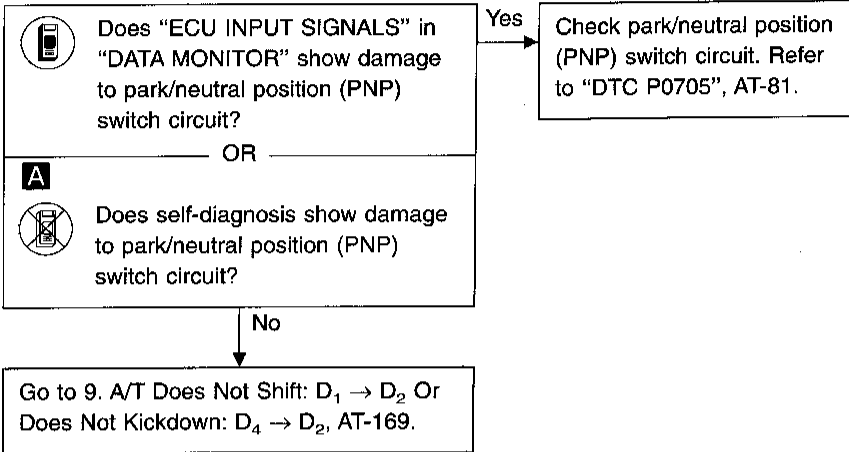 Does “ECU INPUT SIGNALS” in
“DATA MONITOR” show damage
to park/neutral position (PNP)
switch circuit?
Yes
Check park/neutral position
(PNP) switch circuit. Refer
to “DTC P0705”, AT-81.
OR
A
Does self-diagnosis show damage
to park/neutral position (PNP)
switch circuit?
No
Go to 9. A/T Does Not Shift: D₁ → D₂ Or
Does Not Kickdown: D₄ → D₂, AT-169.